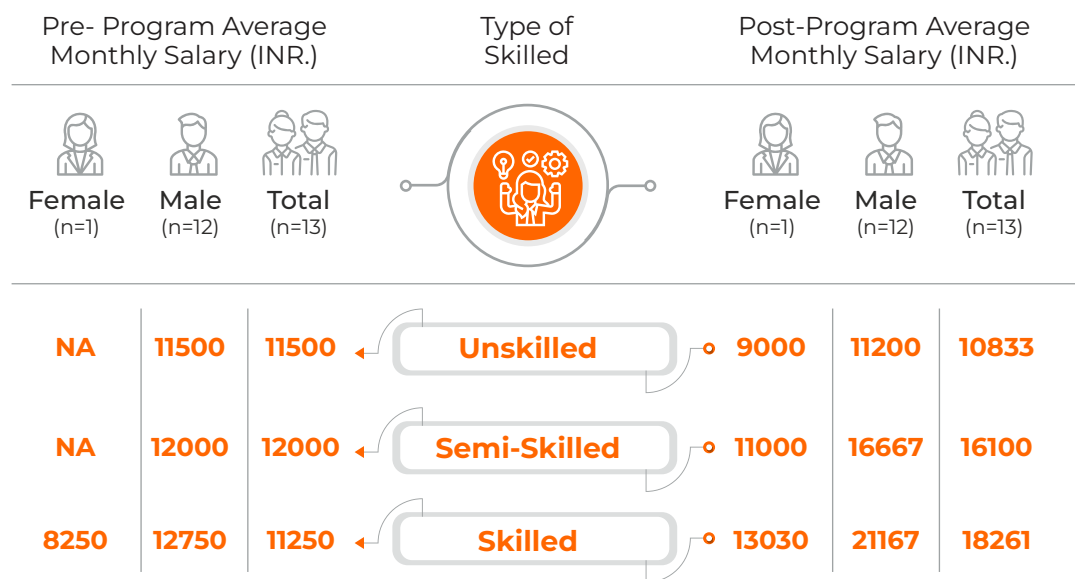 Pre- Program Average
Monthly Salary (INR.)
Type of
Skilled
Post-Program Average
Monthly Salary (INR.)
Female Male Total Female Male Total
(n=1) (n=12) (n=13) (n=1) (n=12) (n=13)
NA 11500 11500 Unskilled 9000 11200 10833
NA 12000 12000 Semi-Skilled 11000 16667 16100
8250 12750 11250 Skilled 13030 21167 18261